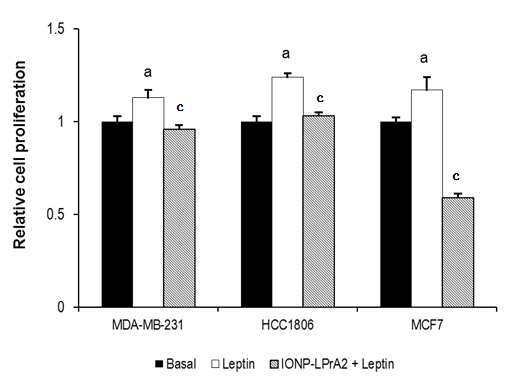 1.5
a
a
a
c
c
1
c
Relative cell proliferation
0.5
0
MDA-MB-231 HCC1806 MCF7
Basal Leptin IONP-LPrA2 + Leptin